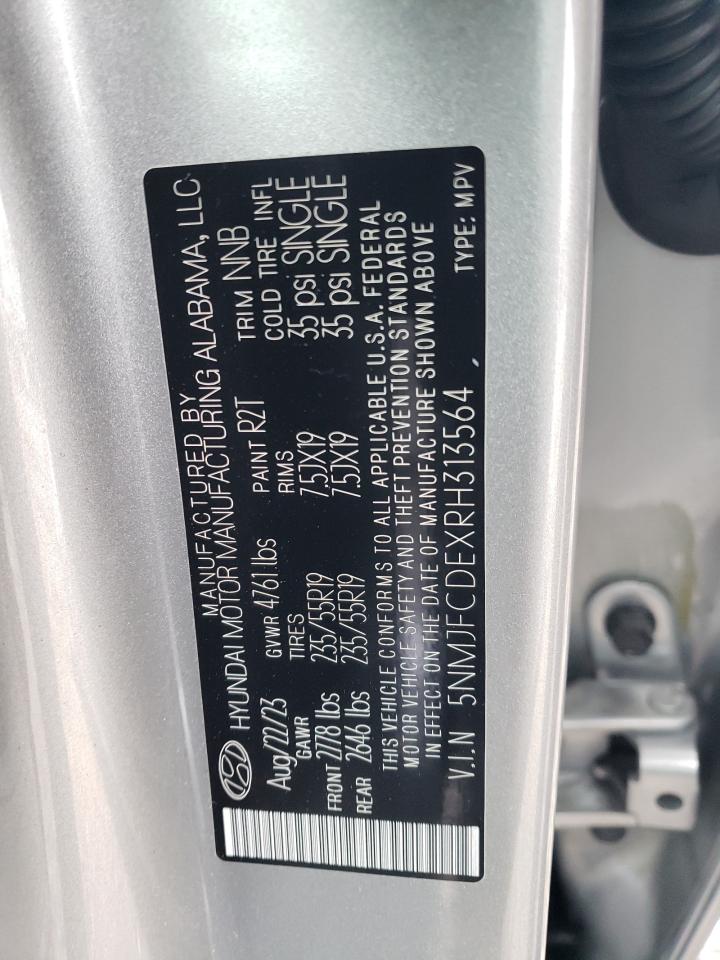 MANUFACTURED BY
HYUNDAI MOTOR MANUFACTURING ALABAMA, LLC
Aug/22/23 GVWR 4761lbs PAINT R2T TRIM NNB
GAWR TIRES RIMS COLD TIRE INFL
FRONT 2778 lbs 235/55R19 7.5JX19 35 psi SINGLE
REAR 2646 lbs 235/55R19 7.5JX19 35 psi SINGLE
THIS VEHICLE CONFORMS TO ALL APPLICABLE U.S.A. FEDERAL
MOTOR VEHICLE SAFETY AND THEFT PREVENTION STANDARDS
IN EFFECT ON THE DATE OF MANUFACTURE SHOWN ABOVE
V.I.N 5NMJFCDEXRH313564 TYPE: MPV